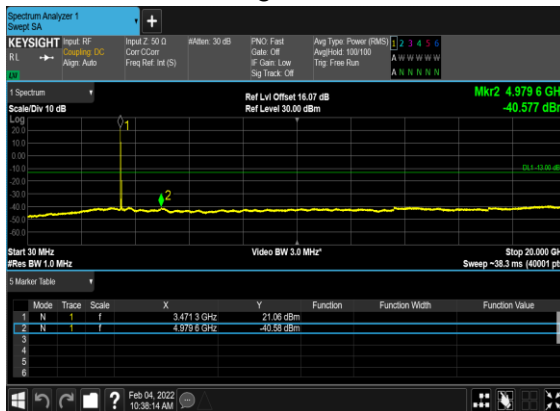 Spectrum Analyzer 1
Swept SA
KEYSIGHT Input: RF Input Z: 50 Ω #Atten: 30 dB PNO: Fast Avg Type: Power (RMS) 1 2 3 4 5 6
RL Coupling: DC Corr CCorr Gate: Off Avg|Hold: 100/100 A W W W W W
Align: Auto Freq Ref: Int (S) IF Gain: Low Trig: Free Run
Sig Track: Off A N N N N N
1 Spectrum Ref Lvl Offset 16.07 dB Mkr2 4.979 6 GH
Scale/Div 10 dB Ref Level 30.00 dBm -40.577 dBr
Log
20.0
10.0
0.00
-10.0
DL1 -13.00 dB
-20.0
-30.0
-40.0
-50.0
-60.0
1
2
Start 30 MHz Video BW 3.0 MHz* Stop 20.000 GH
#Res BW 1.0 MHz Sweep ~38.3 ms (40001 pt
5 Marker Table
Mode Trace Scale X Y Function Function Width Function Value
1 N 1 f 3.471 3 GHz 21.06 dBm
2 N 1 f 4.979 6 GHz -40.58 dBm
3
4
5
6
? Feb 04, 2022
10:38:14 AM